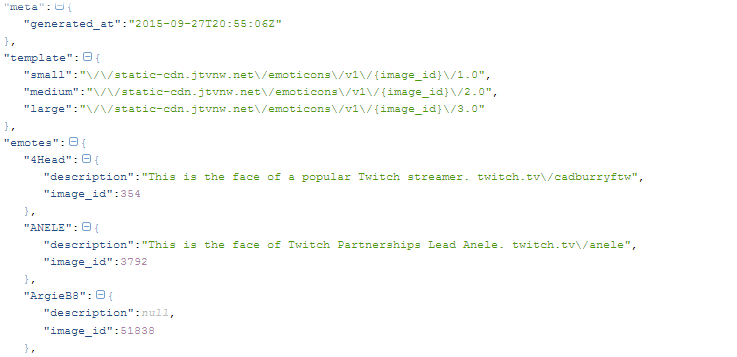 "meta":{
"generated_at":"2015-09-27T20:55:06Z"
},
"template":{
"small":"\/\/static-cdn.jtvnw.net\/emoticons\/v1\/{image_id}\/1.0",
"medium":"\/\/static-cdn.jtvnw.net\/emoticons\/v1\/{image_id}\/2.0",
"large":"\/\/static-cdn.jtvnw.net\/emoticons\/v1\/{image_id}\/3.0"
},
"emotes":{
"4Head":{
"description":"This is the face of a popular Twitch streamer. twitch.tv\/cadburryftw",
"image_id":354
},
"ANELE":{
"description":"This is the face of Twitch Partnerships Lead Anele. twitch.tv\/anele",
"image_id":3792
},
"ArgieB8":{
"description":null,
"image_id":51838
},